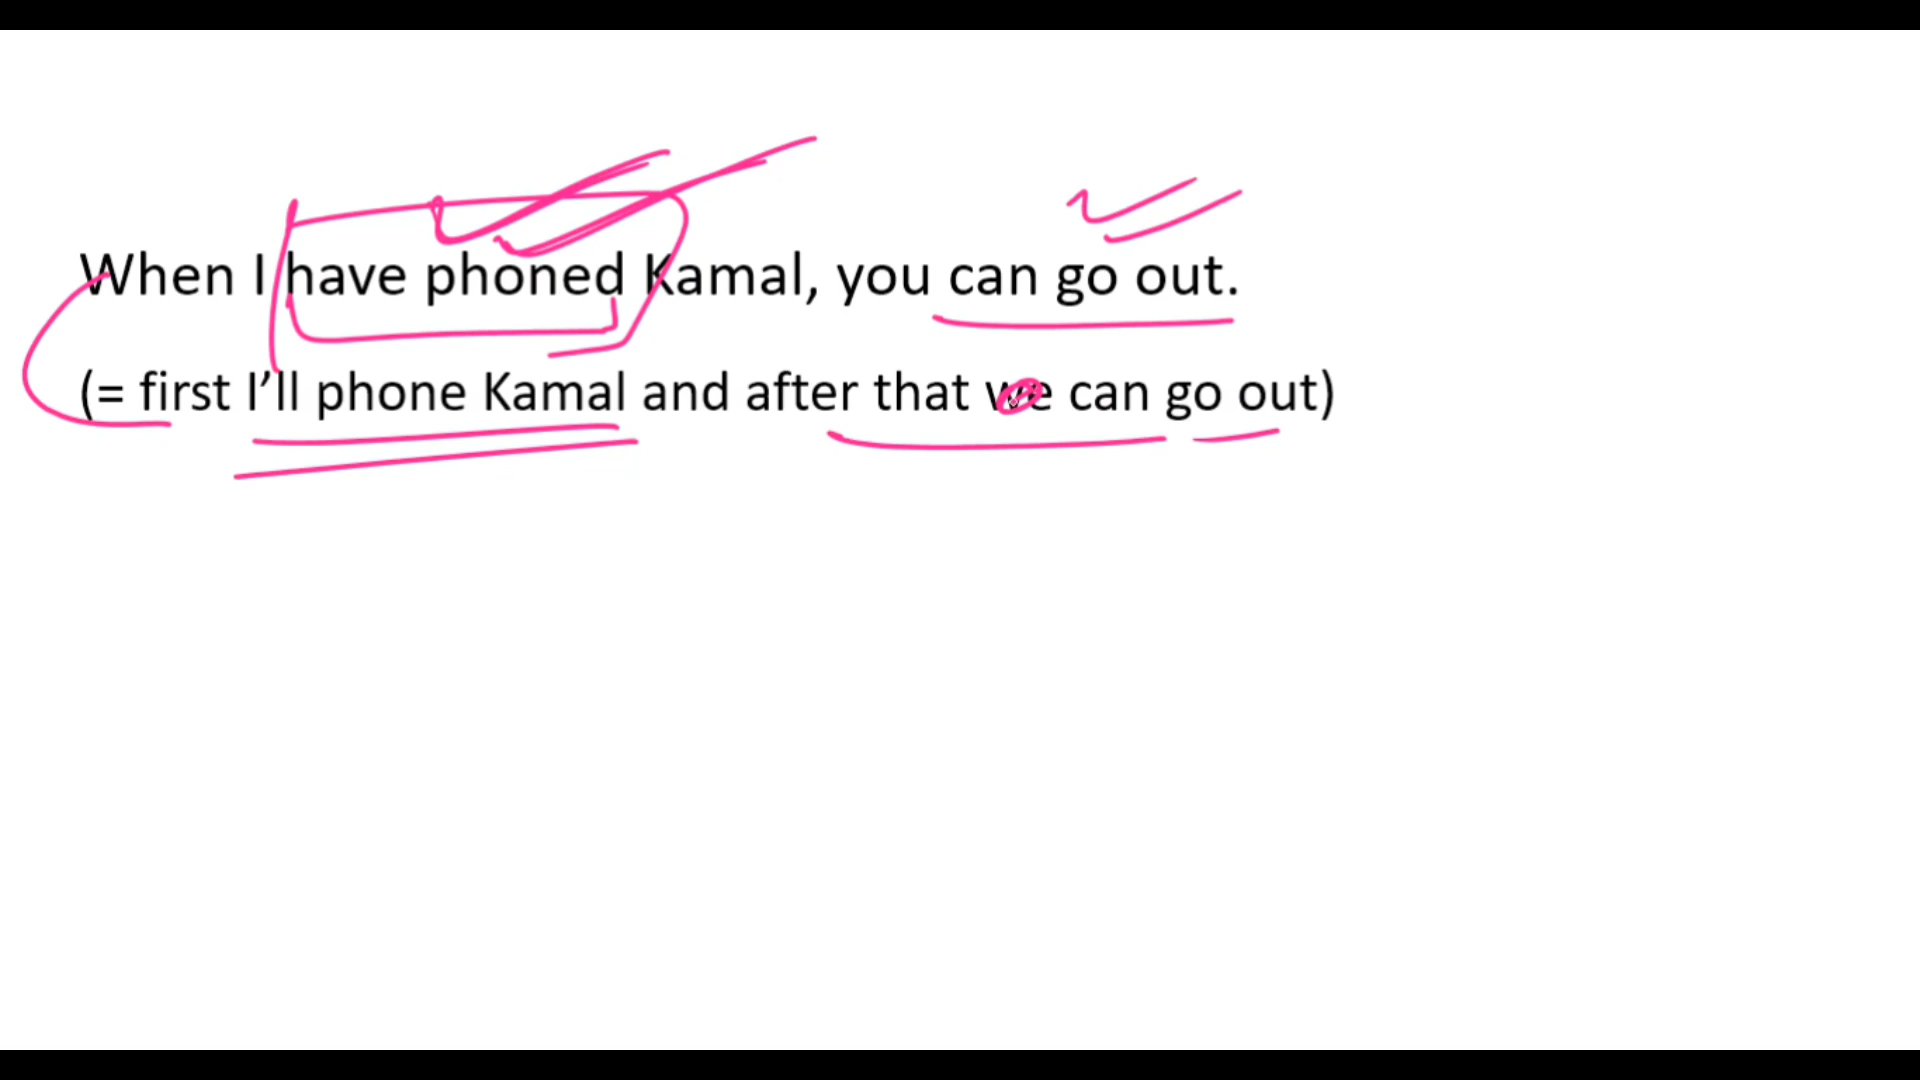 When I have phoned Kamal, you can go out.
(= first I’ll phone Kamal and after that we can go out)